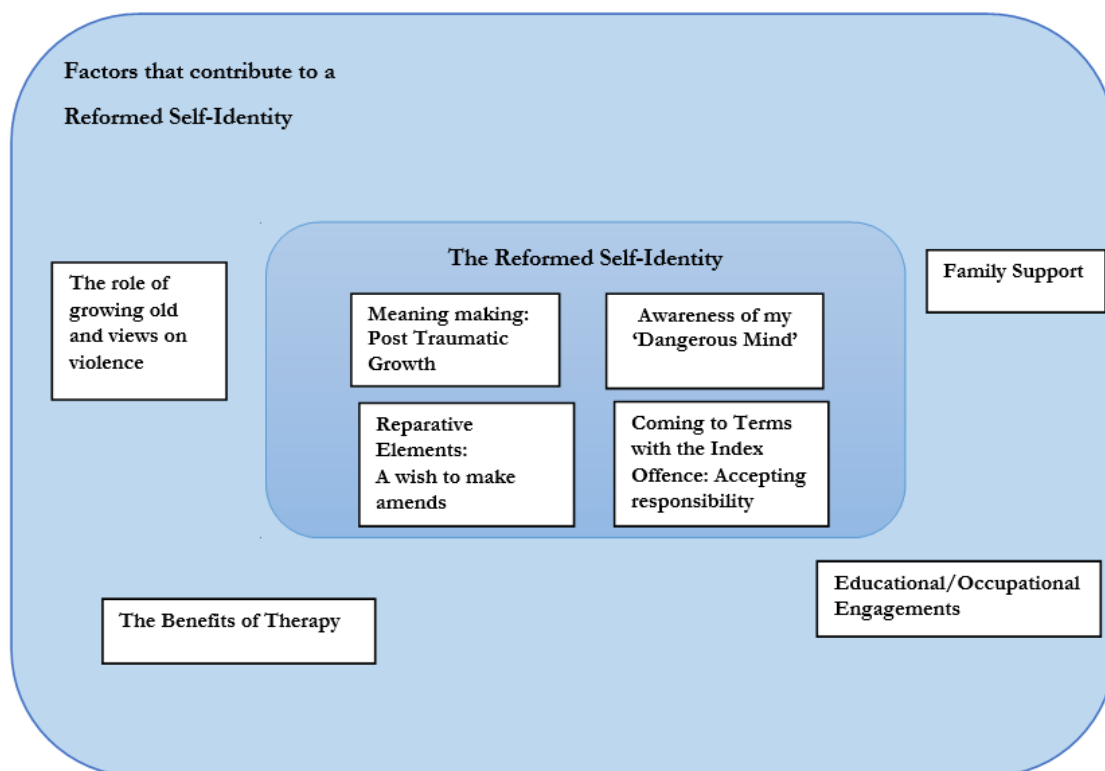 Factors that contribute to a
Reformed Self-Identity
The Reformed Self-Identity
The role of
growing old
and views on
violence
Meaning making:
Post Traumatic
Growth
Awareness of my
‘Dangerous Mind’
Family Support
Reparative
Elements:
A wish to make
amends
Coming to Terms
with the Index
Offence: Accepting
responsibility
The Benefits of Therapy
Educational/Occupational
Engagements